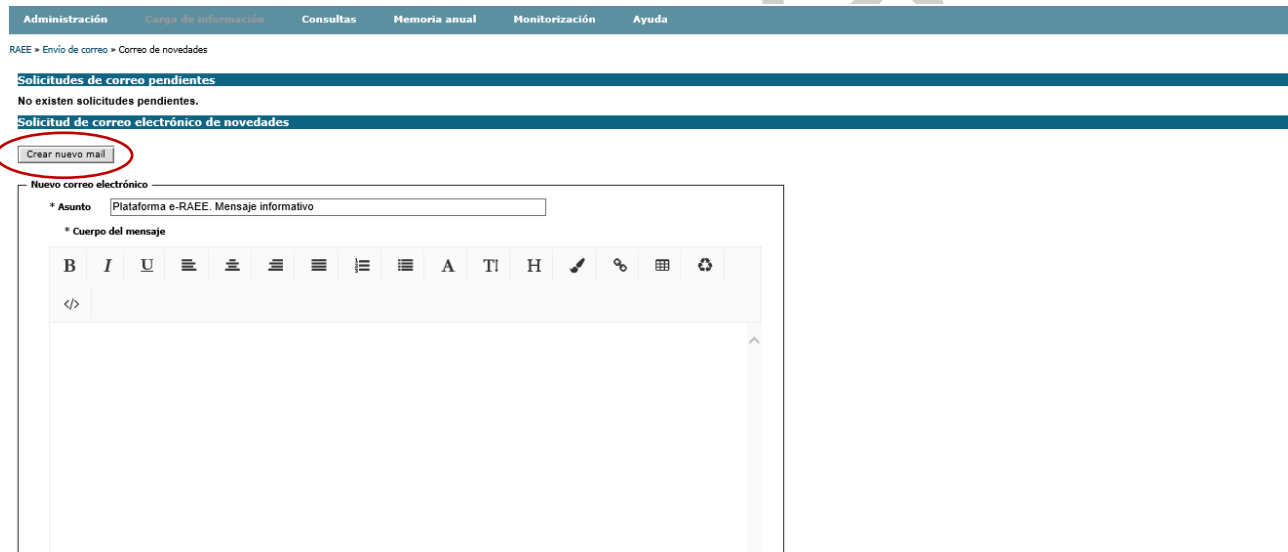 Administración Carga de información Consultas Memoria anual Monitorización Ayuda
RAEE » Envío de correo » Correo de novedades
Solicitudes de correo pendientes
No existen solicitudes pendientes.
Solicitud de correo electrónico de novedades
Crear nuevo mail
Nuevo correo electrónico
* Asunto Plataforma e-RAEE. Mensaje informativo
* Cuerpo del mensaje
B I U A TI H
</>